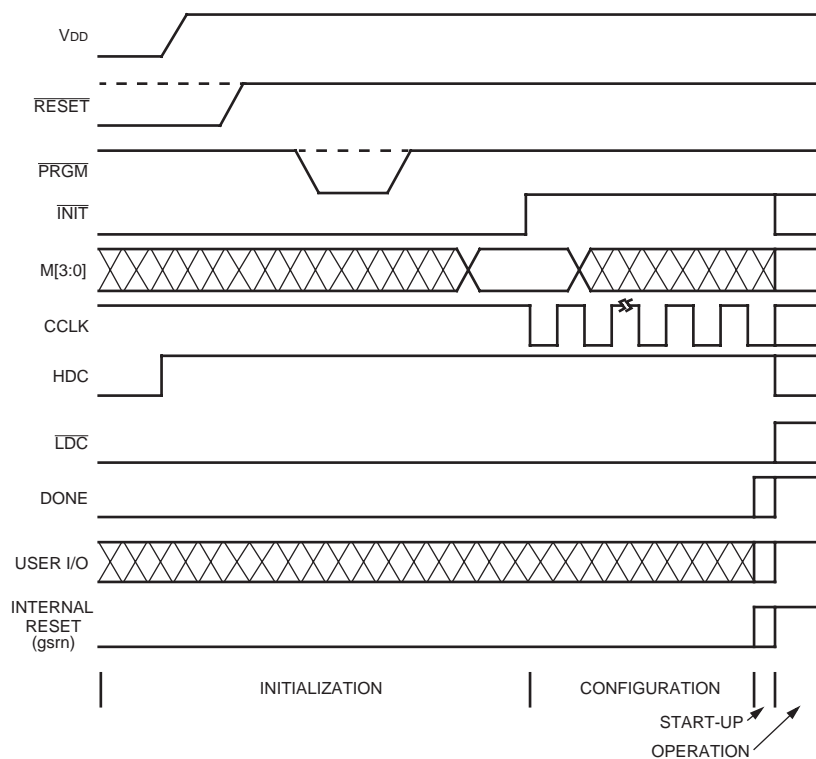 VDD
RESET
PRGM
INIT
M[3:0]
CCLK
HDC
LDC
DONE
USER I/O
INTERNAL
RESET
(gsrn)
INITIALIZATION
CONFIGURATION
START-UP
OPERATION